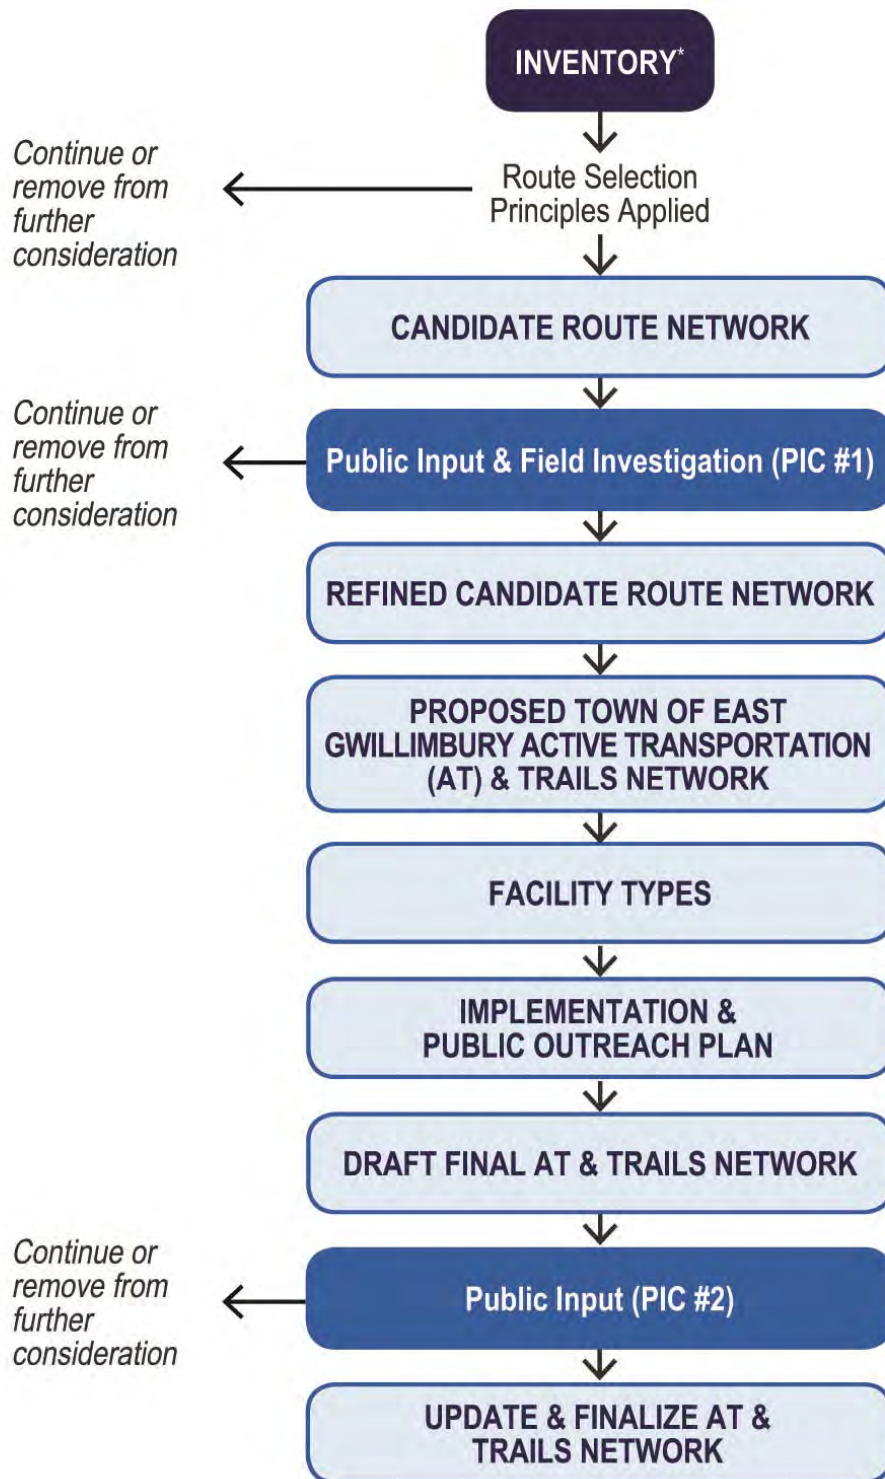 INVENTORY*
Continue or
remove from
further
consideration
Route Selection
Principles Applied
CANDIDATE ROUTE NETWORK
Continue or
remove from
further
consideration
Public Input & Field Investigation (PIC #1)
REFINED CANDIDATE ROUTE NETWORK
PROPOSED TOWN OF EAST
GWILLIMBURY ACTIVE TRANSPORTATION
(AT) & TRAILS NETWORK
FACILITY TYPES
IMPLEMENTATION &
PUBLIC OUTREACH PLAN
DRAFT FINAL AT & TRAILS NETWORK
Continue or
remove from
further
consideration
Public Input (PIC #2)
UPDATE & FINALIZE AT &
TRAILS NETWORK